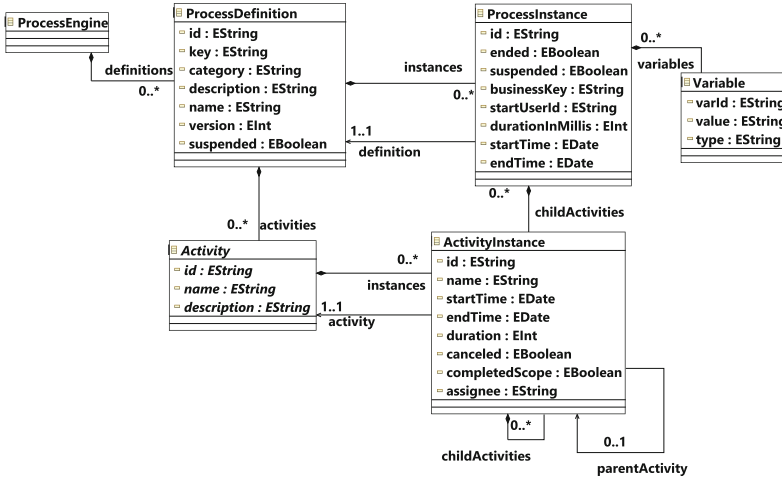 ProcessEngine
definitions
0..*
ProcessDefinition
id : EString
key : EString
category : EString
description : EString
name : EString
version : EInt
suspended : EBoolean
instances
0..*
1..1
definition
ProcessInstance
id : EString
ended : EBoolean
suspended : EBoolean
businessKey : EString
startUserId : EString
durationInMillis : EInt
startTime : EDate
endTime : EDate
0..*
variables
Variable
varId : EString
value : EString
type : EString
0..*
activities
0..*
childActivities
Activity
id : EString
name : EString
description : EString
0..*
instances
1..1
activity
ActivityInstance
id : EString
name : EString
startTime : EDate
endTime : EDate
duration : EInt
canceled : EBoolean
completedScope : EBoolean
assignee : EString
0..*
childActivities
0..1
parentActivity